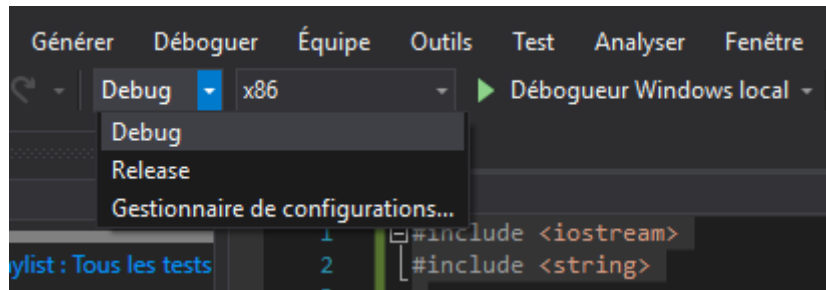 Générer Déboguer Équipe Outils Test Analyser Fenêtre
Debug x86 Débogueur Windows local
Debug
Release
Gestionnaire de configurations...
1 #include <iostream>
ylist : Tous les tests 2 #include <string>